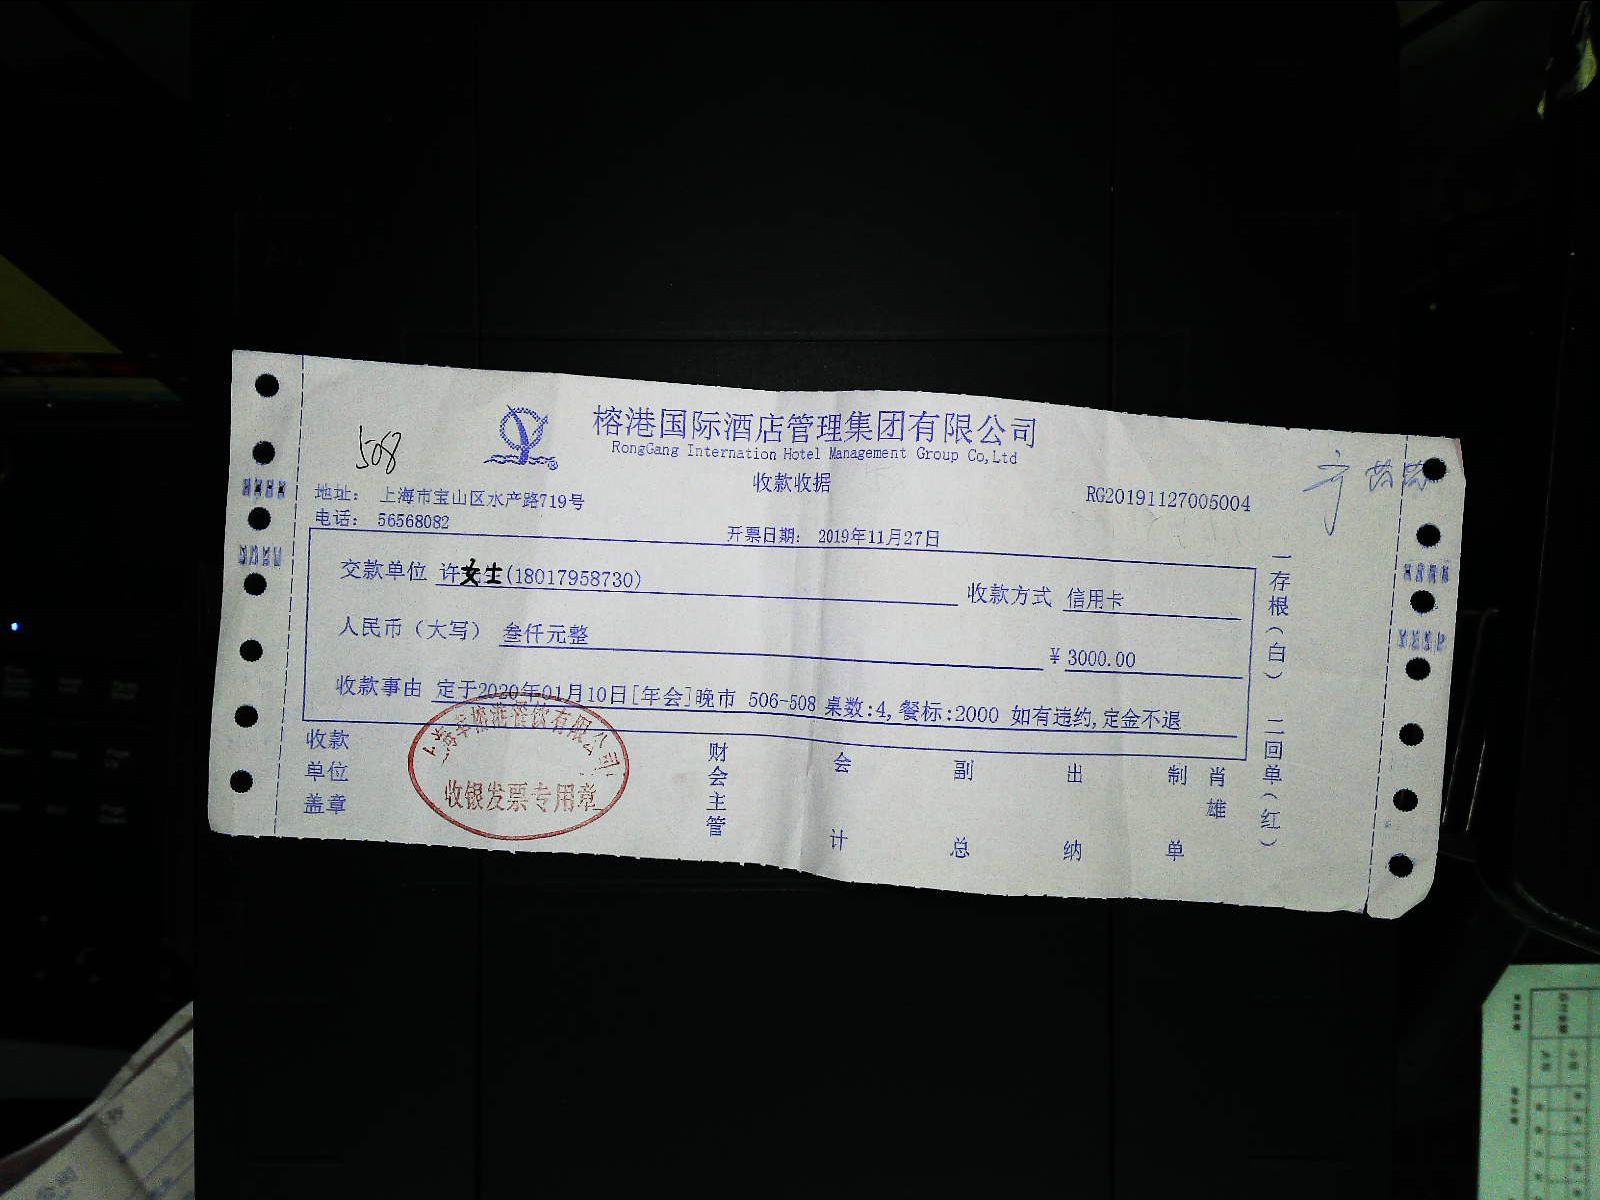 榕港国际酒店管理集团有限公司
RongGang Internation Hotel Management Group Co,Ltd
508
收款收据
地址： 上海市宝山区水产路719号
RG20191127005004
电话： 56568082
开票日期： 2019年11月27日
交款单位 许女士(18017958730)
收款方式 信用卡
人民币（大写） 叁仟元整
¥ 3000.00
收款事由 定于2020年01月10日[年会]晚市 506-508 桌数:4,餐标:2000 如有违约,定金不退
一存根（白） 二回单（红）
收款单位盖章
收银发票专用章
财会主管
会计
副总
出纳
制单
肖雄